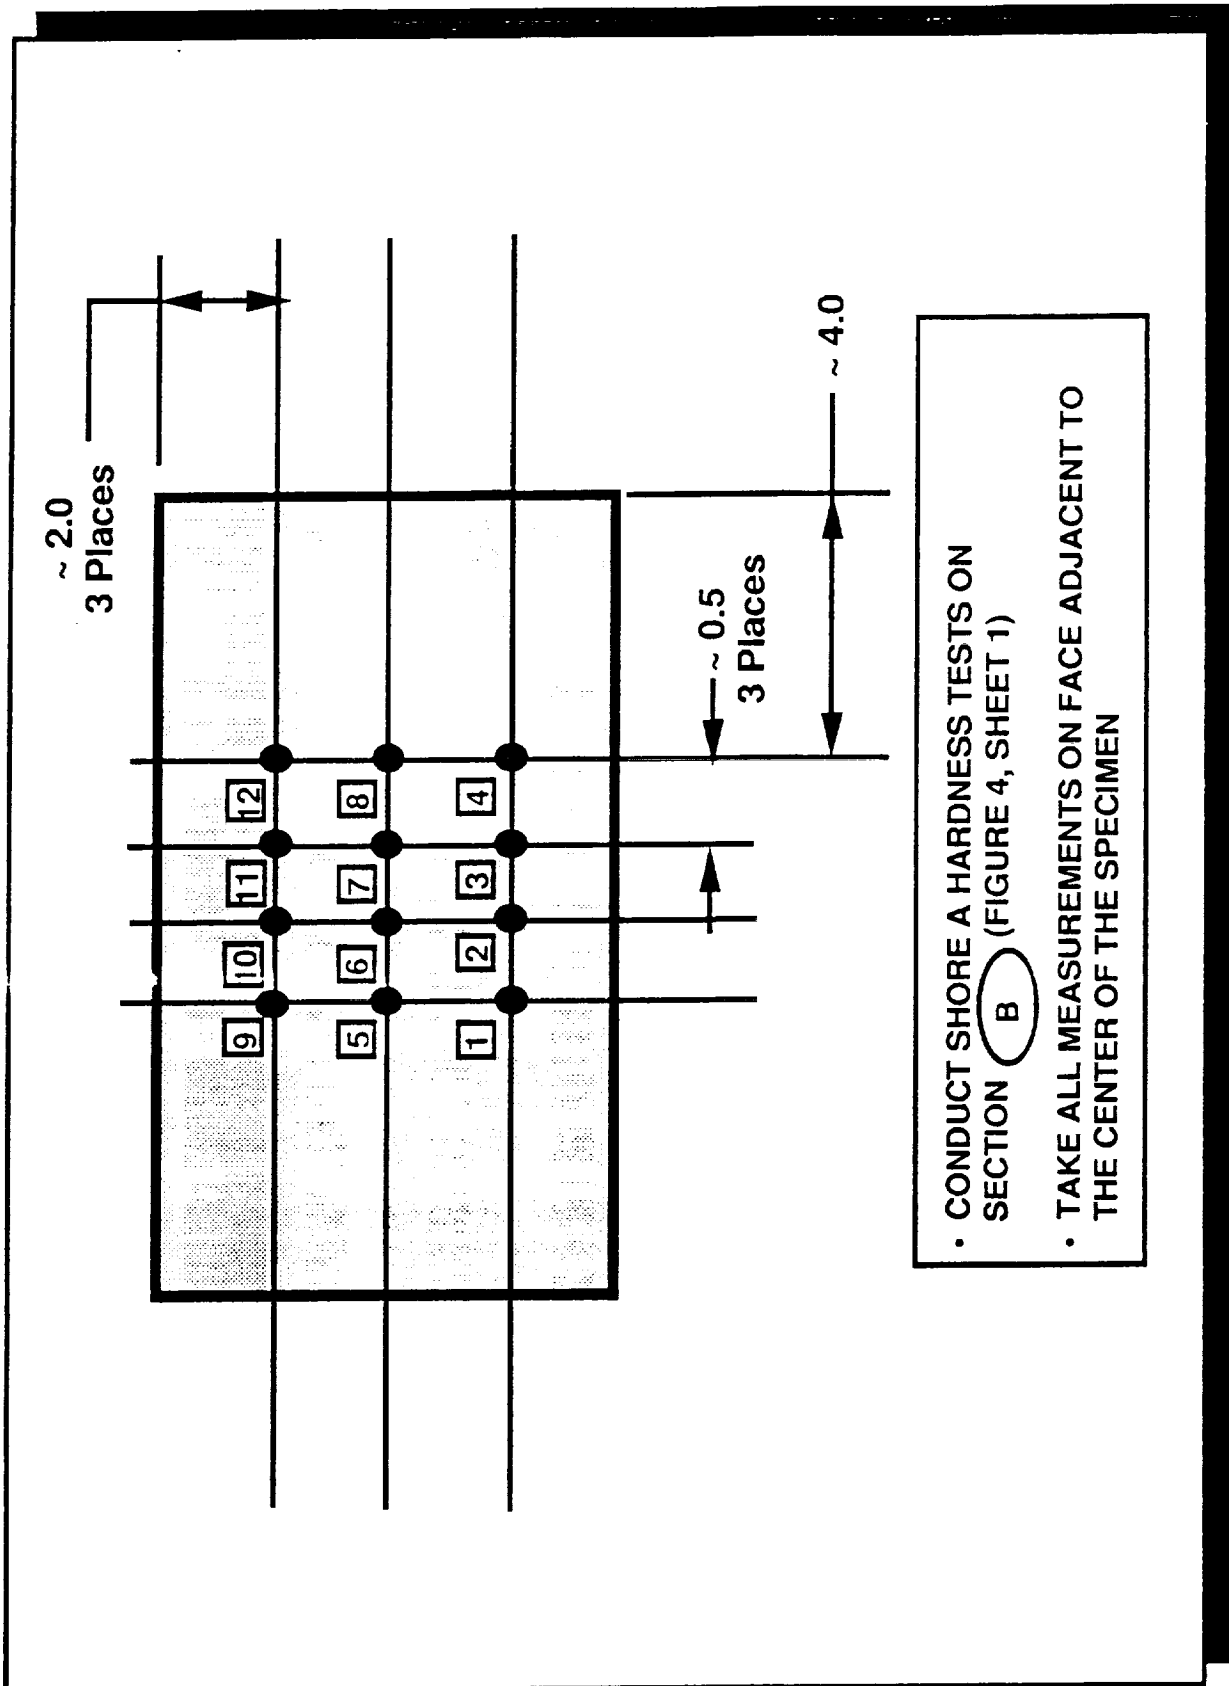 ~ 2.0
3 Places
9 10 11 12
5 6 7 8
1 2 3 4
~ 0.5
3 Places
~ 4.0
• CONDUCT SHORE A HARDNESS TESTS ON
SECTION B (FIGURE 4, SHEET 1)
• TAKE ALL MEASUREMENTS ON FACE ADJACENT TO
THE CENTER OF THE SPECIMEN